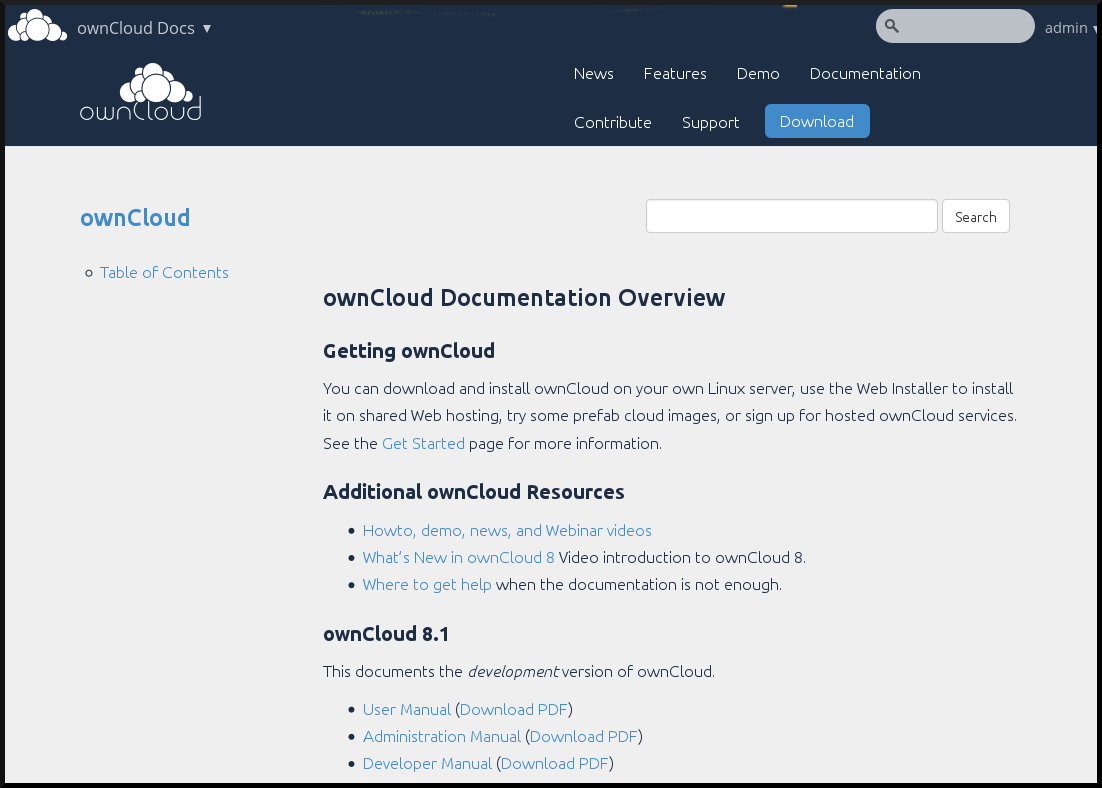 ownCloud Docs ▼
admin ▼
ownCloud
News Features Demo Documentation
Contribute Support Download
ownCloud
Search
Table of Contents
ownCloud Documentation Overview
Getting ownCloud
You can download and install ownCloud on your own Linux server, use the Web Installer to install
it on shared Web hosting, try some prefab cloud images, or sign up for hosted ownCloud services.
See the Get Started page for more information.
Additional ownCloud Resources
• Howto, demo, news, and Webinar videos
• What’s New in ownCloud 8 Video introduction to ownCloud 8.
• Where to get help when the documentation is not enough.
ownCloud 8.1
This documents the development version of ownCloud.
• User Manual (Download PDF)
• Administration Manual (Download PDF)
• Developer Manual (Download PDF)